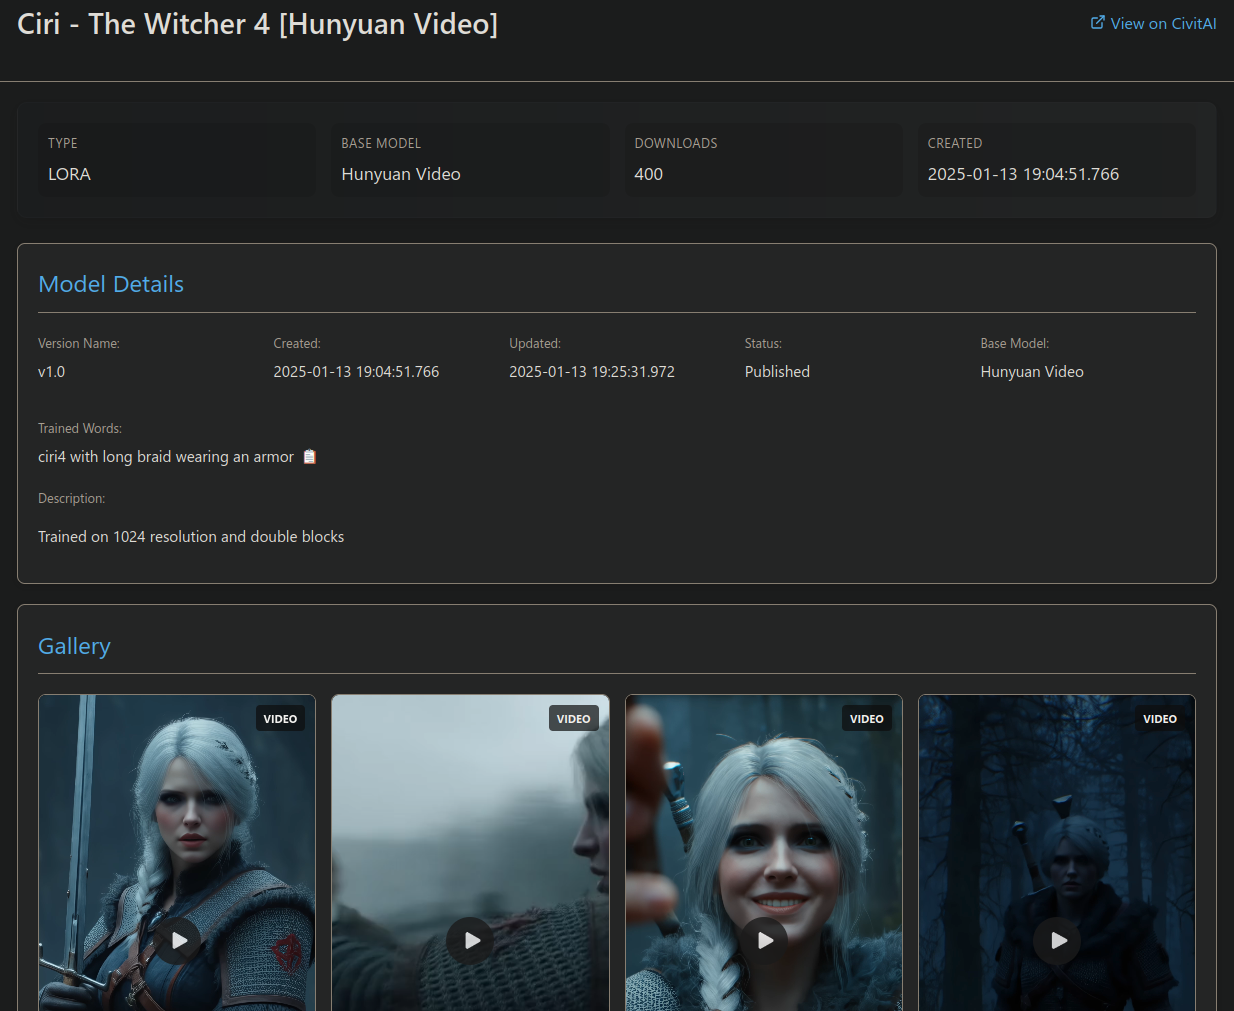 Ciri - The Witcher 4 [Hunyuan Video]
View on CivitAI
TYPE
LORA
BASE MODEL
Hunyuan Video
DOWNLOADS
400
CREATED
2025-01-13 19:04:51.766
Model Details
Version Name:
v1.0
Created:
2025-01-13 19:04:51.766
Updated:
2025-01-13 19:25:31.972
Status:
Published
Base Model:
Hunyuan Video
Trained Words:
ciri4 with long braid wearing an armor
Description:
Trained on 1024 resolution and double blocks
Gallery
VIDEO
VIDEO
VIDEO
VIDEO